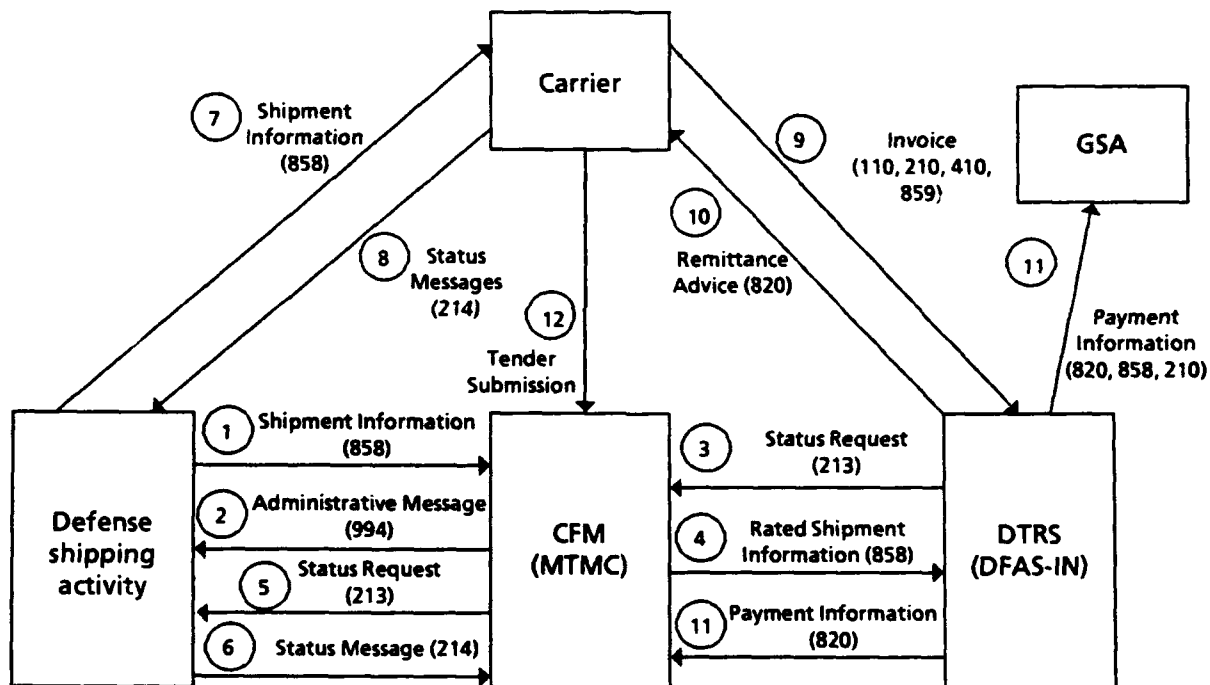 Carrier
GSA
7
Shipment
Information
(858)
8
Status
Messages
(214)
12
Tender
Submission
9
Invoice
(110, 210, 410,
859)
10
Remittance
Advice (820)
11
Payment
Information
(820, 858, 210)
Defense
shipping
activity
1
Shipment Information
(858)
2
Administrative Message
(994)
5
Status Request
(213)
6
Status Message (214)
CFM
(MTMC)
3
Status Request
(213)
4
Rated Shipment
Information (858)
11
Payment Information
(820)
DTRS
(DFAS-IN)